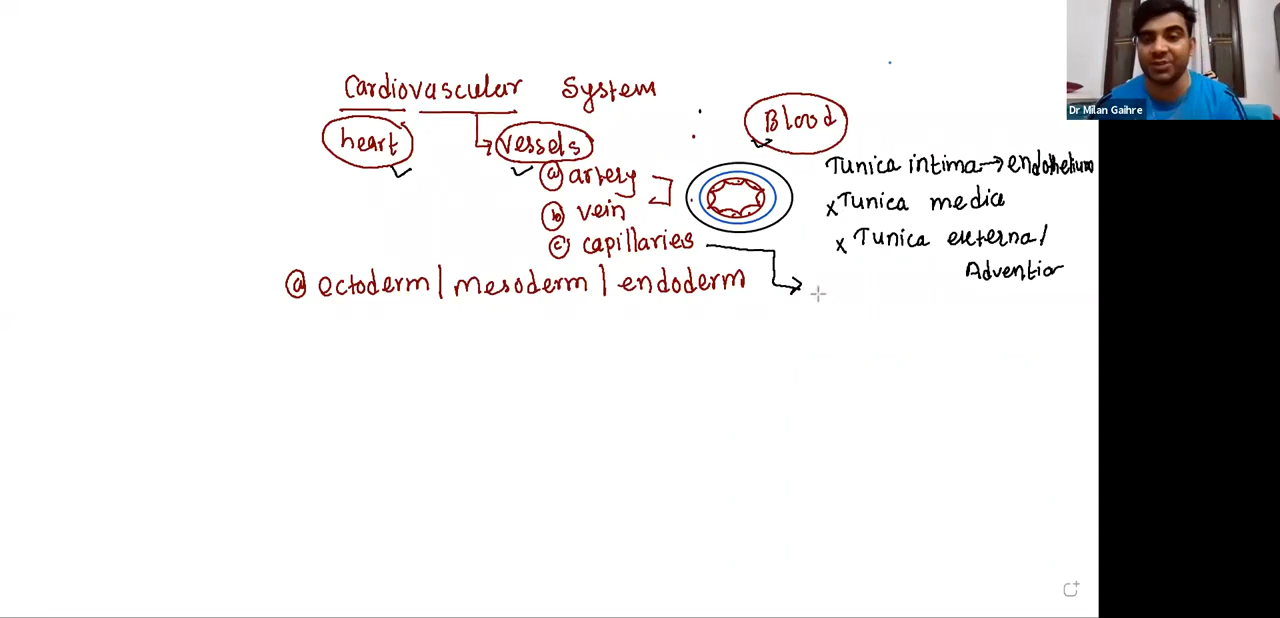 Cardiovascular System
heart
vessels
Blood
ⓐ artery
ⓑ vein
ⓒ capillaries
Tunica intima → endothelium
x Tunica media
x Tunica externa /
Adventia
ⓐ ectoderm | mesoderm | endoderm
Dr Milan Gaihre